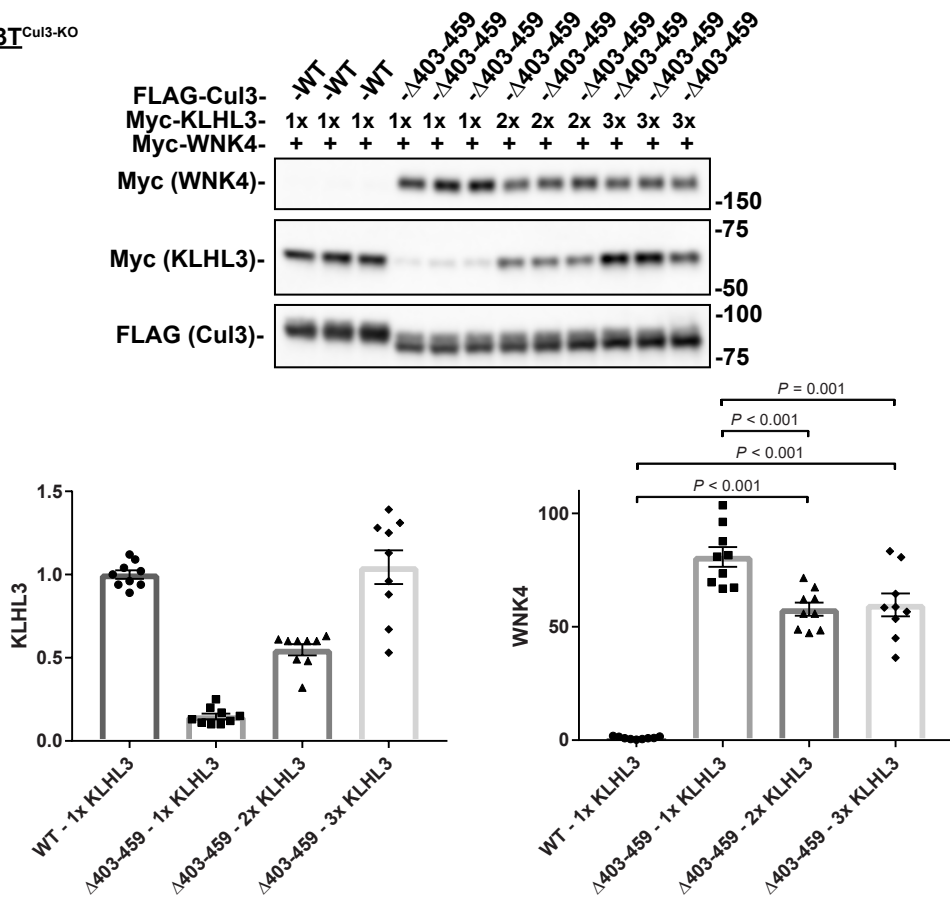 3T^Cul3-KO
FLAG-Cul3- -WT -WT -WT -Δ403-459 -Δ403-459 -Δ403-459 -Δ403-459 -Δ403-459 -Δ403-459 -Δ403-459 -Δ403-459 -Δ403-459
Myc-KLHL3- 1x 1x 1x 1x 1x 1x 2x 2x 2x 3x 3x 3x
Myc-WNK4- + + + + + + + + + + + +
Myc (WNK4)-
-150
-75
Myc (KLHL3)-
-50
-100
FLAG (Cul3)-
-75
KLHL3
1.5
1.0
0.5
0.0
WT - 1x KLHL3
Δ403-459 - 1x KLHL3
Δ403-459 - 2x KLHL3
Δ403-459 - 3x KLHL3
P = 0.001
P < 0.001
P < 0.001
P < 0.001
WNK4
100
50
0
WT - 1x KLHL3
Δ403-459 - 1x KLHL3
Δ403-459 - 2x KLHL3
Δ403-459 - 3x KLHL3